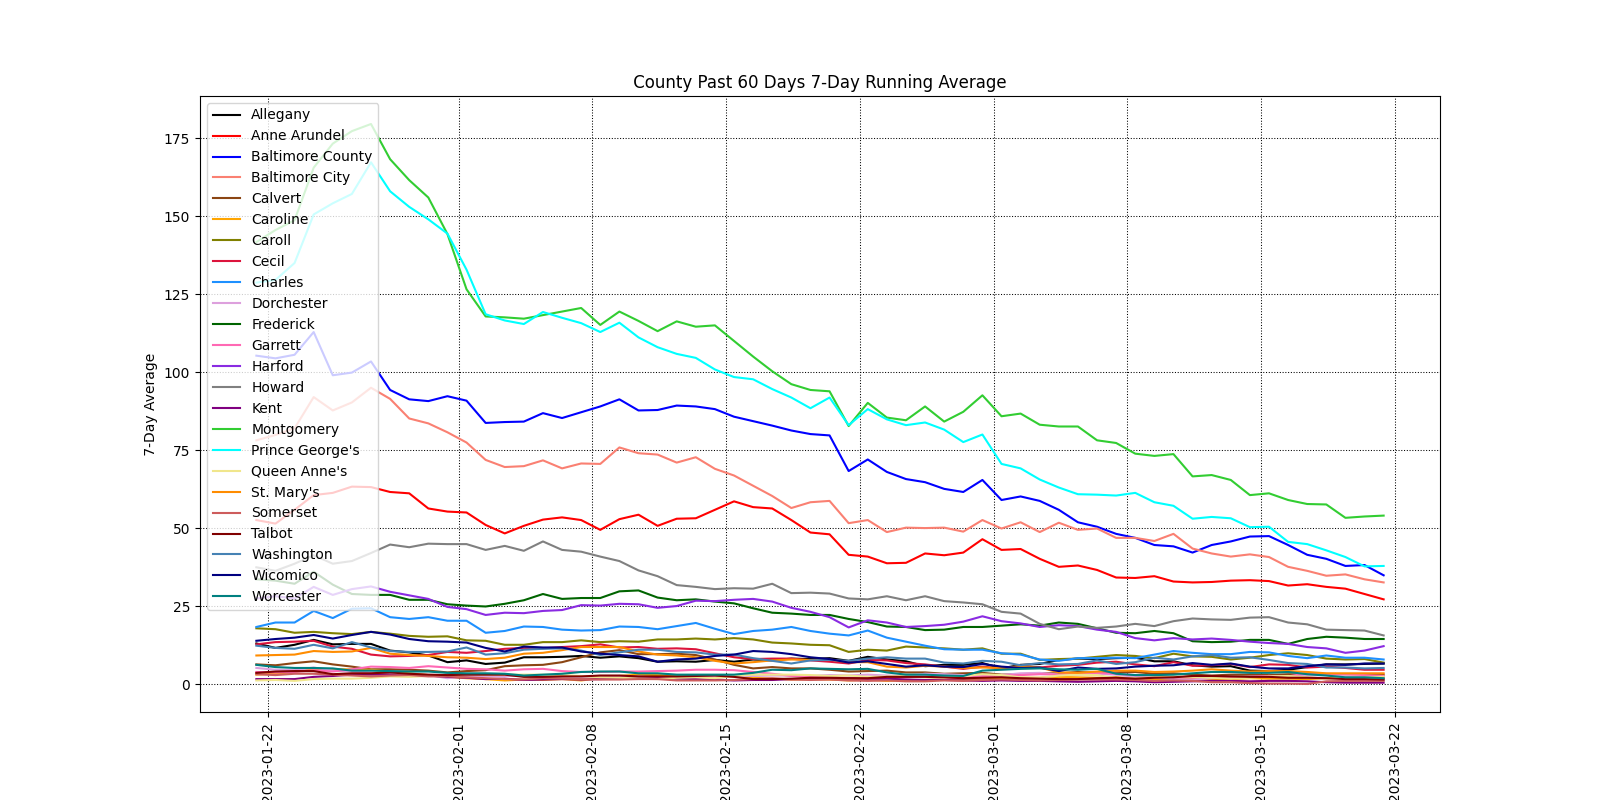 County Past 60 Days 7-Day Running Average
7-Day Average
175
150
125
100
75
50
25
0
Allegany
Anne Arundel
Baltimore County
Baltimore City
Calvert
Caroline
Caroll
Cecil
Charles
Dorchester
Frederick
Garrett
Harford
Howard
Kent
Montgomery
Prince George's
Queen Anne's
St. Mary's
Somerset
Talbot
Washington
Wicomico
Worcester
2023-01-22
2023-02-01
2023-02-08
2023-02-15
2023-02-22
2023-03-01
2023-03-08
2023-03-15
2023-03-22